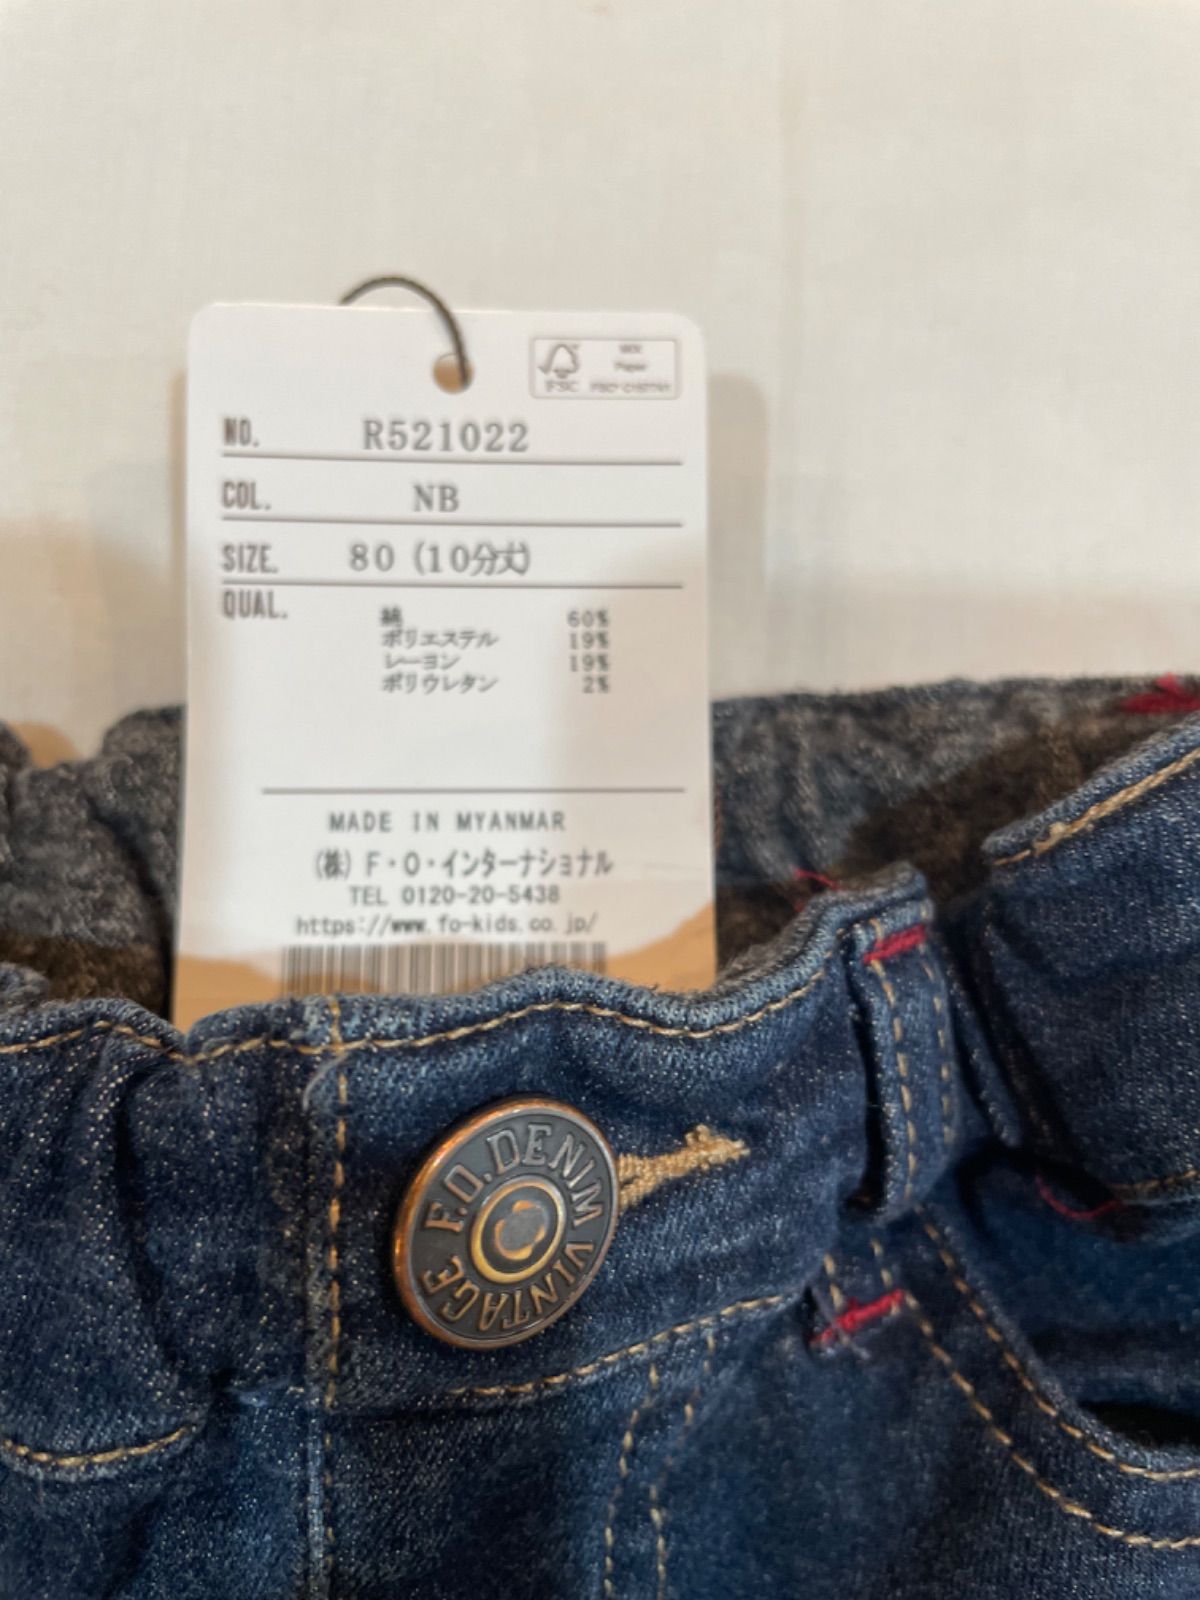 FSC
MIX
Paper
NO. R521022
COL. NB
SIZE. 80 (10分丈)
QUAL.
綿 60%
ポリエステル 19%
レーヨン 19%
ポリウレタン 2%
MADE IN MYANMAR
(株) F・O・インターナショナル
TEL 0120-20-5438
https://www.fo-kids.co.jp/
F.O.DENIM VINTAGE